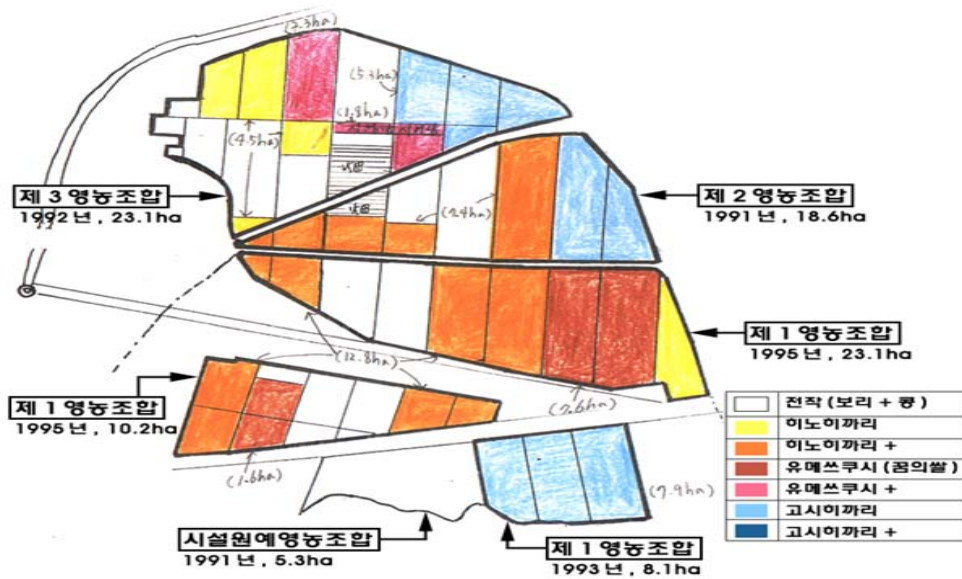 (2.3ha)
(5.3ha)
(1.8ha)
(4.5ha)
제 3 영농조합
1992년 , 23.1ha
제 2 영농조합
1991년 , 18.6ha
(2.4ha)
제 1 영농조합
1995년 , 23.1ha
(12.8ha)
제 1 영농조합
1995년 , 10.2ha
(7.6ha)
(1.6ha)
(7.9ha)
시설원예영농조합
1991년 , 5.3ha
제 1 영농조합
1993년 , 8.1ha
전작 (보리 + 콩)
히노히까리
히노히까리 +
유메쓰쿠시 (꿈의쌀)
유메쓰쿠시 +
고시히까리
고시히까리 +